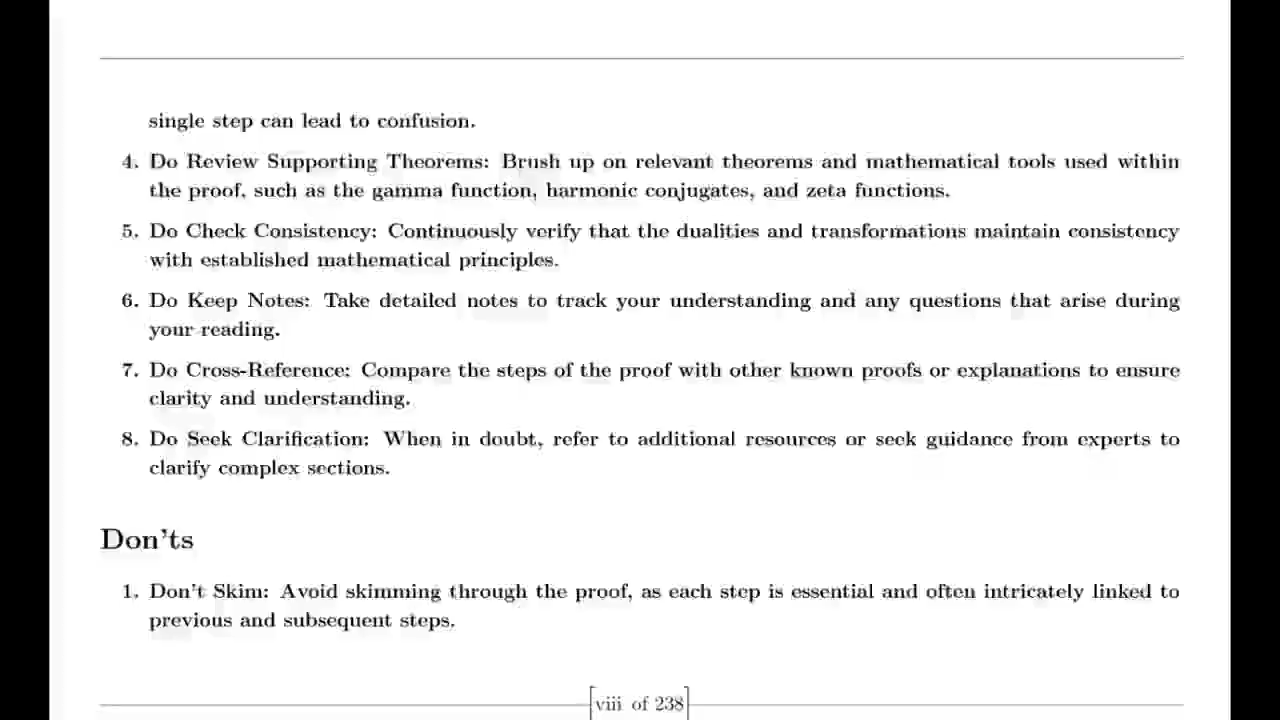 single step can lead to confusion.
4. Do Review Supporting Theorems: Brush up on relevant theorems and mathematical tools used within
the proof, such as the gamma function, harmonic conjugates, and zeta functions.
5. Do Check Consistency: Continuously verify that the dualities and transformations maintain consistency
with established mathematical principles.
6. Do Keep Notes: Take detailed notes to track your understanding and any questions that arise during
your reading.
7. Do Cross-Reference: Compare the steps of the proof with other known proofs or explanations to ensure
clarity and understanding.
8. Do Seek Clarification: When in doubt, refer to additional resources or seek guidance from experts to
clarify complex sections.
Don'ts
1. Don't Skim: Avoid skimming through the proof, as each step is essential and often intricately linked to
previous and subsequent steps.
viii of 238